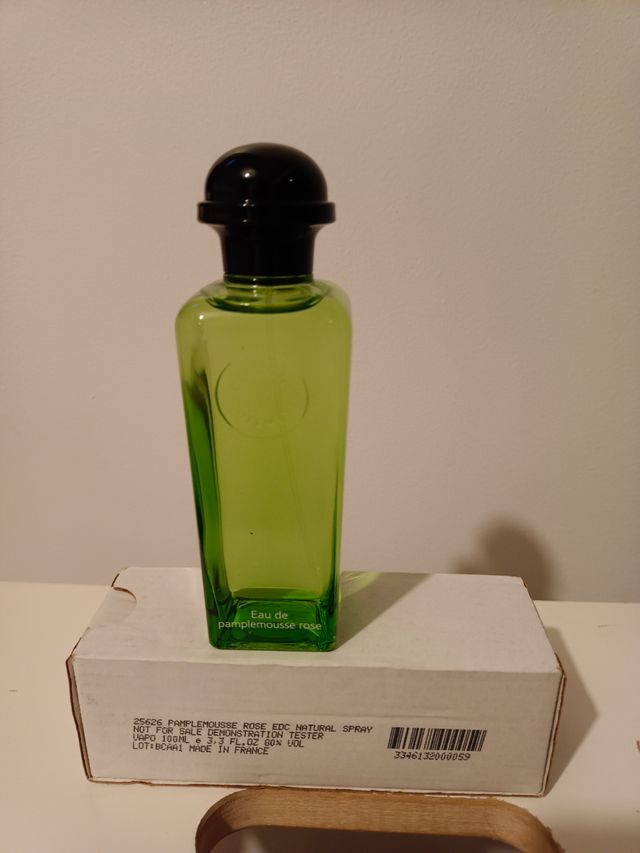 Eau de
pamplemousse rose
25626 PAMPLEMOUSSE ROSE EDC NATURAL SPRAY
NOT FOR SALE DEMONSTRATION TESTER
VAPO 100ML e 3,3 FL.OZ 80% VOL
LOT:BCAA1 MADE IN FRANCE
3346132000059